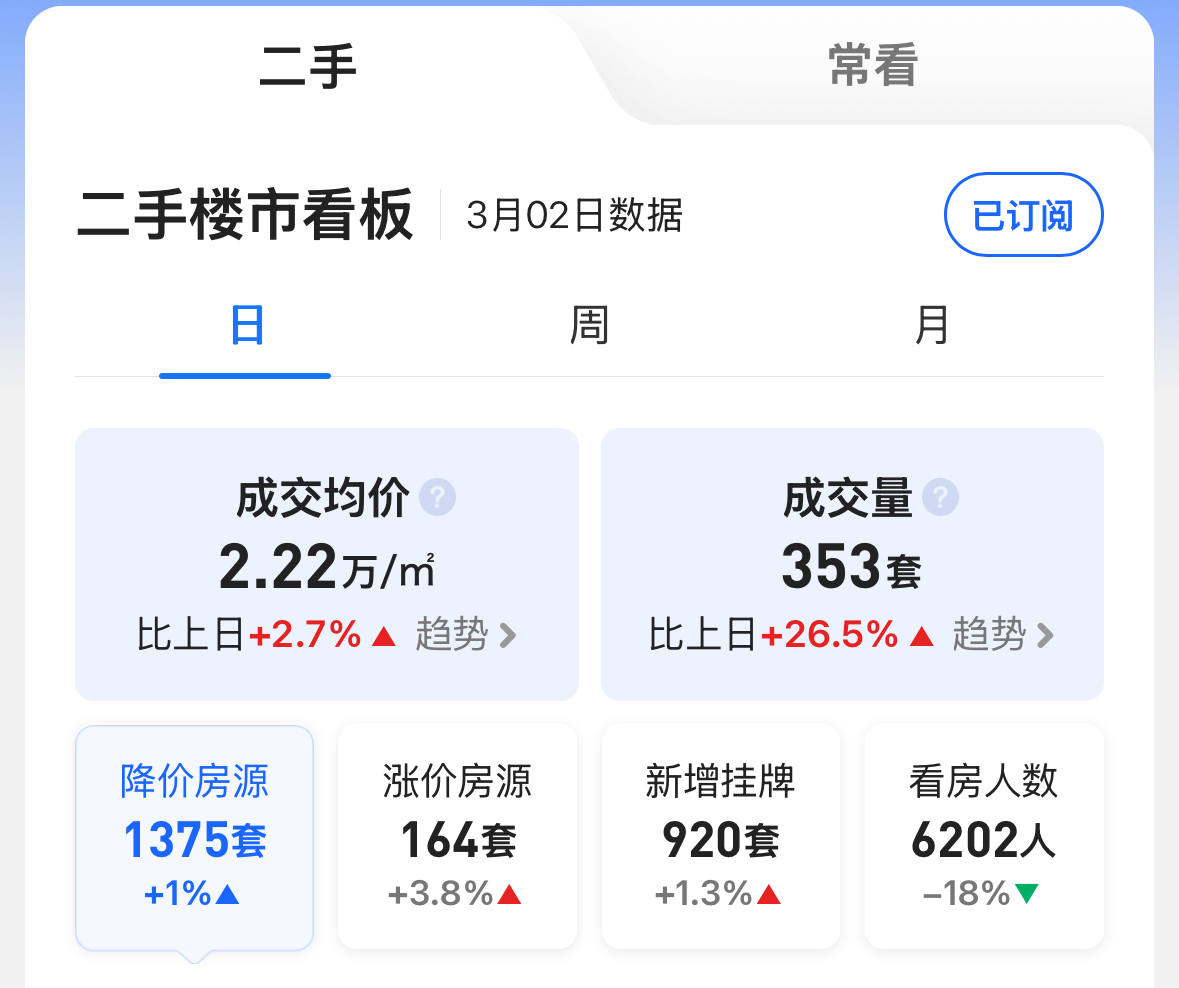 二手 常看
二手楼市看板 3月02日数据 已订阅
日 周 月
成交均价 ? 成交量 ?
2.22万/㎡ 353套
比上日+2.7%▲ 趋势 > 比上日+26.5%▲ 趋势 >
降价房源 涨价房源 新增挂牌 看房人数
1375套 164套 920套 6202人
+1%▲ +3.8%▲ +1.3%▲ -18%▼